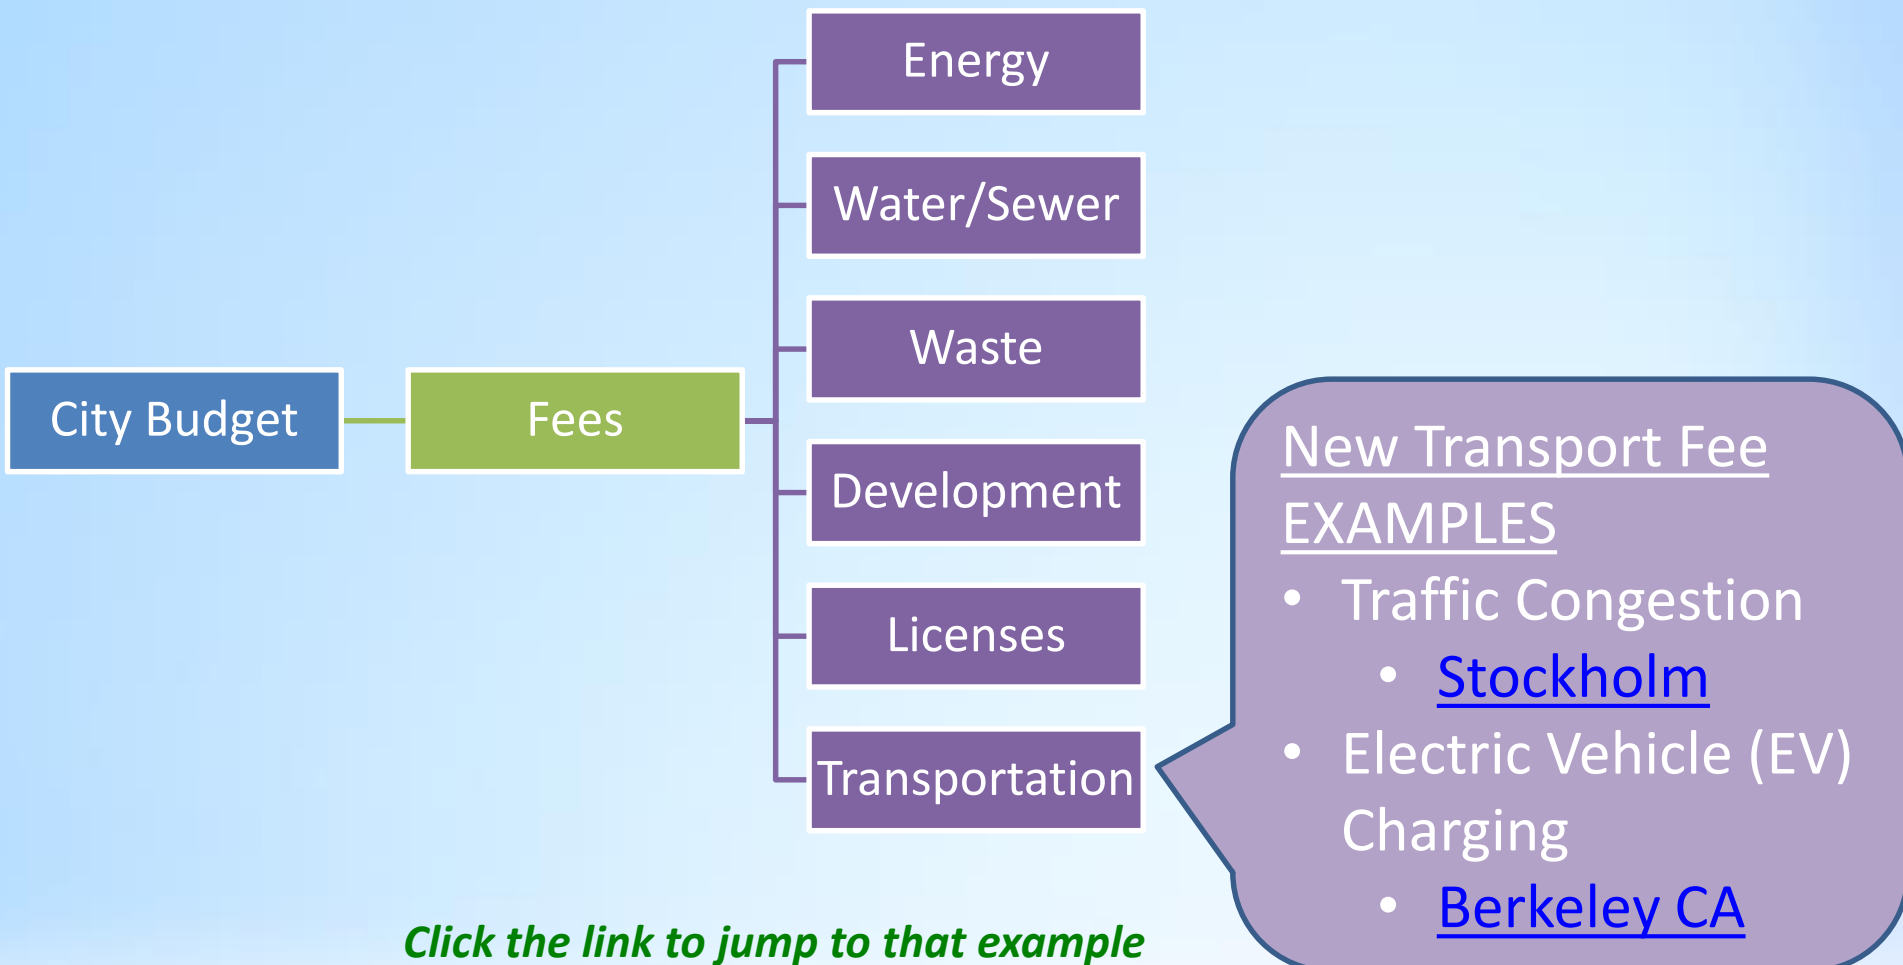 City Budget
Fees
Energy
Water/Sewer
Waste
Development
Licenses
Transportation
New Transport Fee
EXAMPLES
• Traffic Congestion
• Stockholm
• Electric Vehicle (EV)
Charging
• Berkeley CA
Click the link to jump to that example